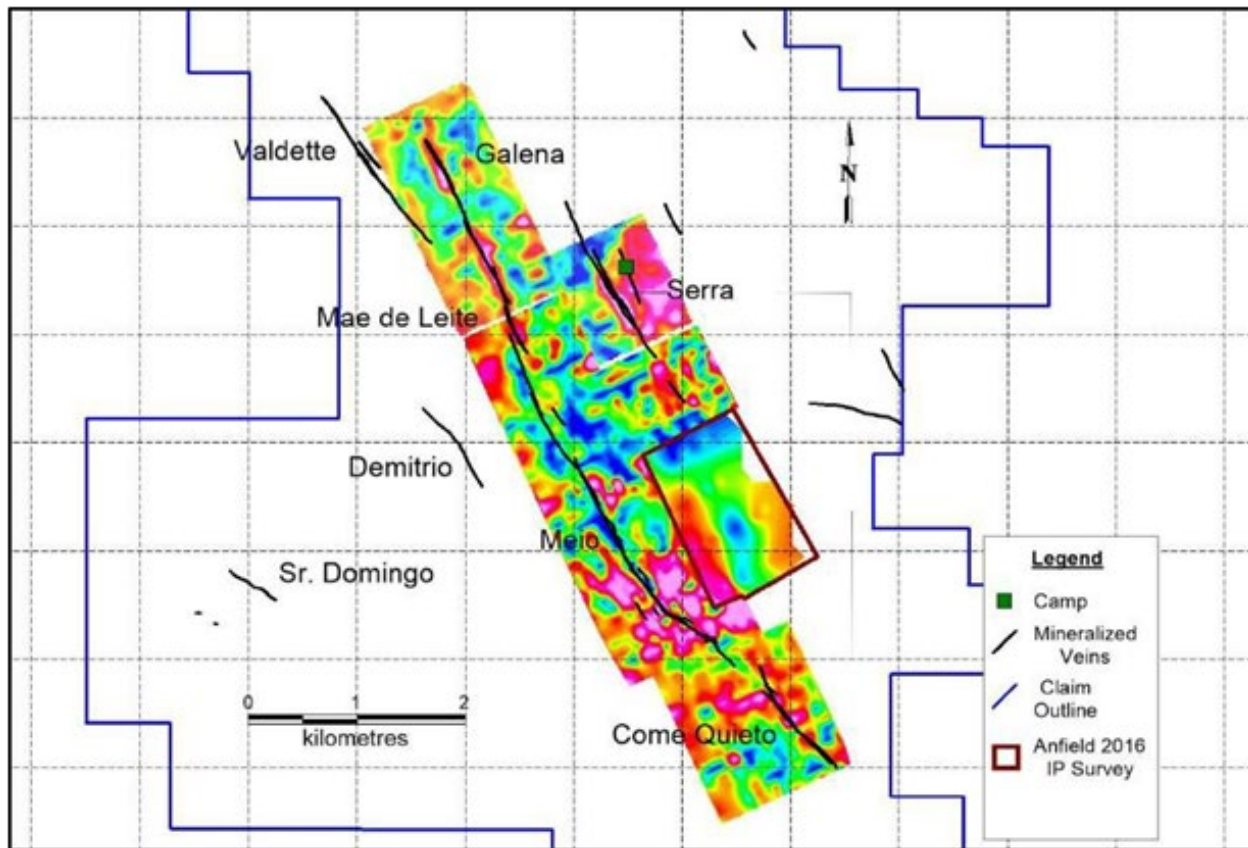 Valdette
Galena
N
Serra
Mae de Leite
Demitrio
Meio
Sr. Domingo
Come Quieto
0 1 2
kilometres
Legend
Camp
Mineralized
Veins
Claim
Outline
Anfield 2016
IP Survey